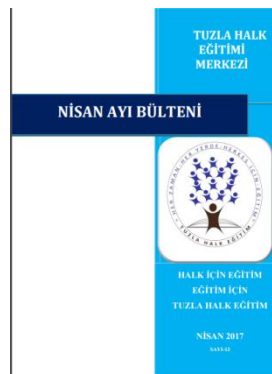 TUZLA HALK
EĞİTİMİ
MERKEZİ
NİSAN AYI BÜLTENİ
HER ZAMAN-HER YERDE-HERKES İÇİN-EĞİTİM
TUZLA HALK EĞİTİM
HALK İÇİN EĞİTİM
EĞİTİM İÇİN
TUZLA HALK EĞİTİM
NİSAN 2017